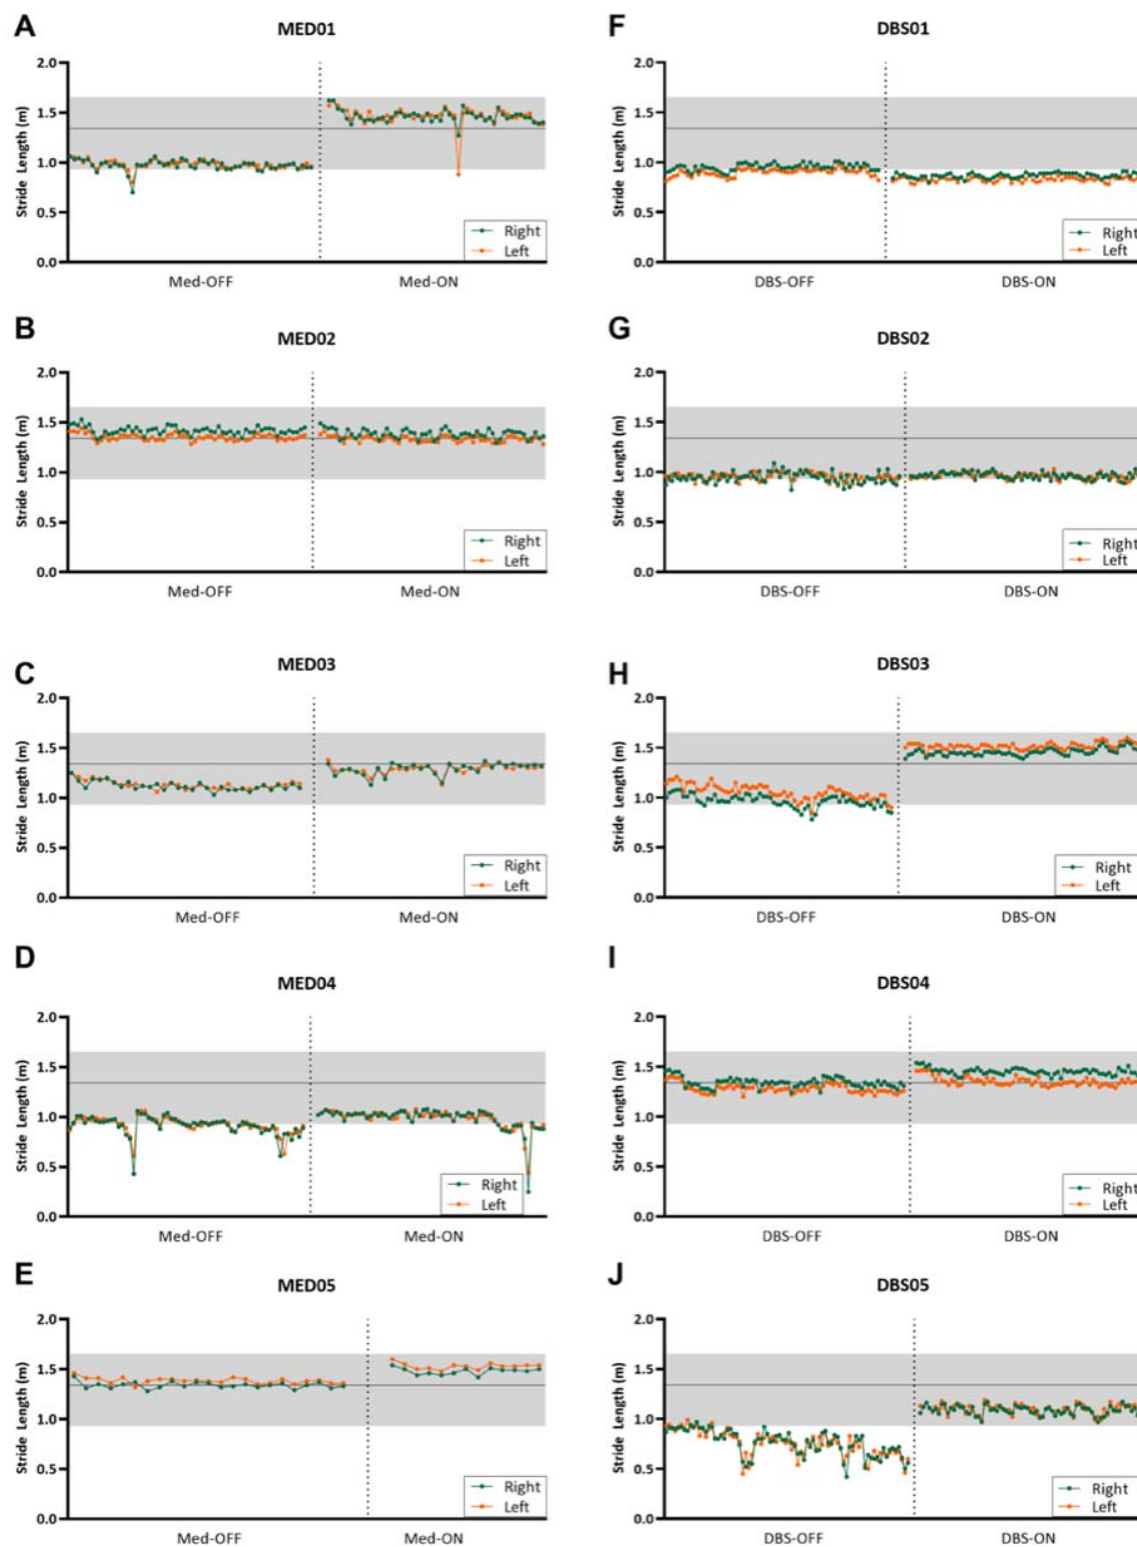 A
MED01
2.0
1.5
1.0
0.5
0.0
Stride Length (m)
Right
Left
Med-OFF
Med-ON
F
DBS01
2.0
1.5
1.0
0.5
0.0
Stride Length (m)
Right
Left
DBS-OFF
DBS-ON
B
MED02
2.0
1.5
1.0
0.5
0.0
Stride Length (m)
Right
Left
Med-OFF
Med-ON
G
DBS02
2.0
1.5
1.0
0.5
0.0
Stride Length (m)
Right
Left
DBS-OFF
DBS-ON
C
MED03
2.0
1.5
1.0
0.5
0.0
Stride Length (m)
Right
Left
Med-OFF
Med-ON
H
DBS03
2.0
1.5
1.0
0.5
0.0
Stride Length (m)
Right
Left
DBS-OFF
DBS-ON
D
MED04
2.0
1.5
1.0
0.5
0.0
Stride Length (m)
Right
Left
Med-OFF
Med-ON
I
DBS04
2.0
1.5
1.0
0.5
0.0
Stride Length (m)
Right
Left
DBS-OFF
DBS-ON
E
MED05
2.0
1.5
1.0
0.5
0.0
Stride Length (m)
Right
Left
Med-OFF
Med-ON
J
DBS05
2.0
1.5
1.0
0.5
0.0
Stride Length (m)
Right
Left
DBS-OFF
DBS-ON